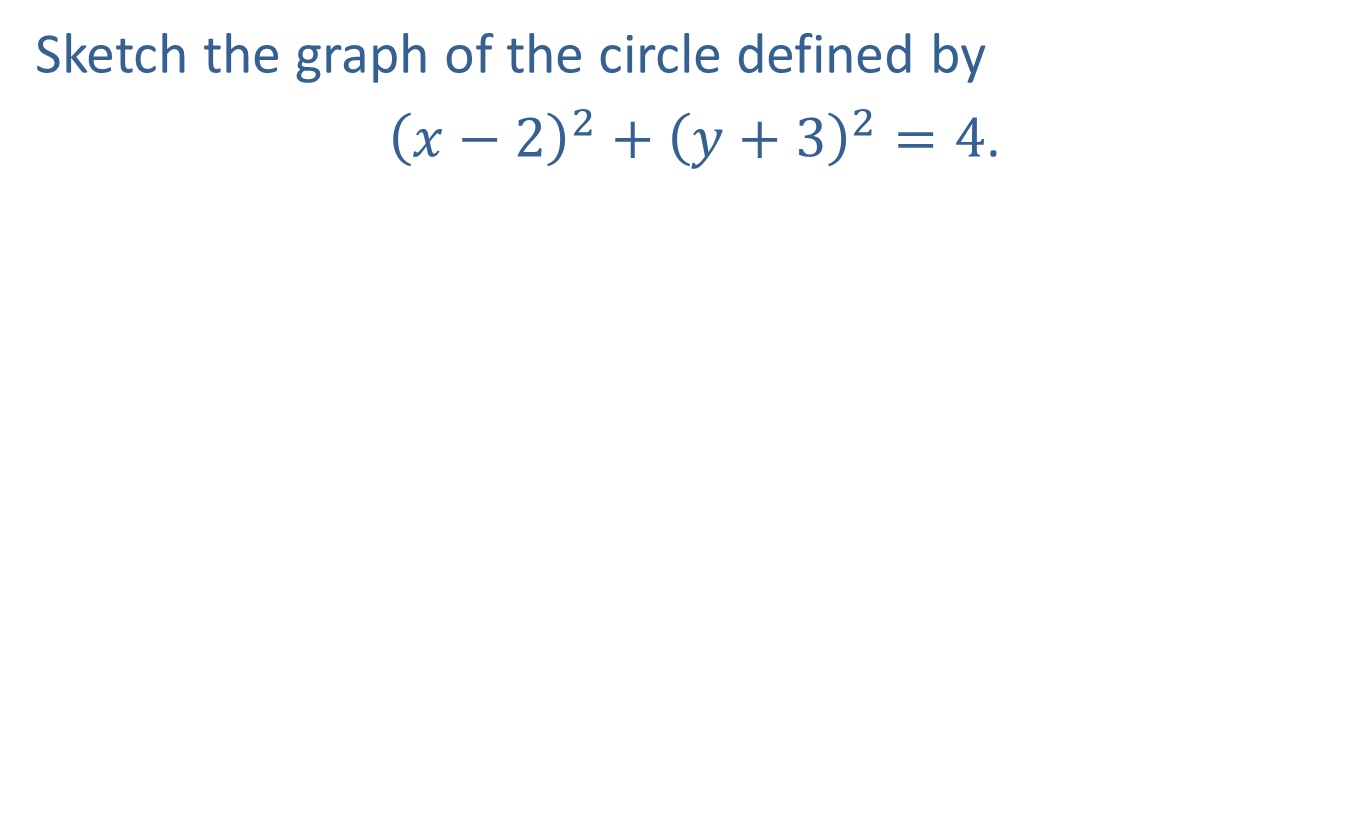 Sketch the graph of the circle defined by
(𝑥 − 2)² + (𝑦 + 3)² = 4.